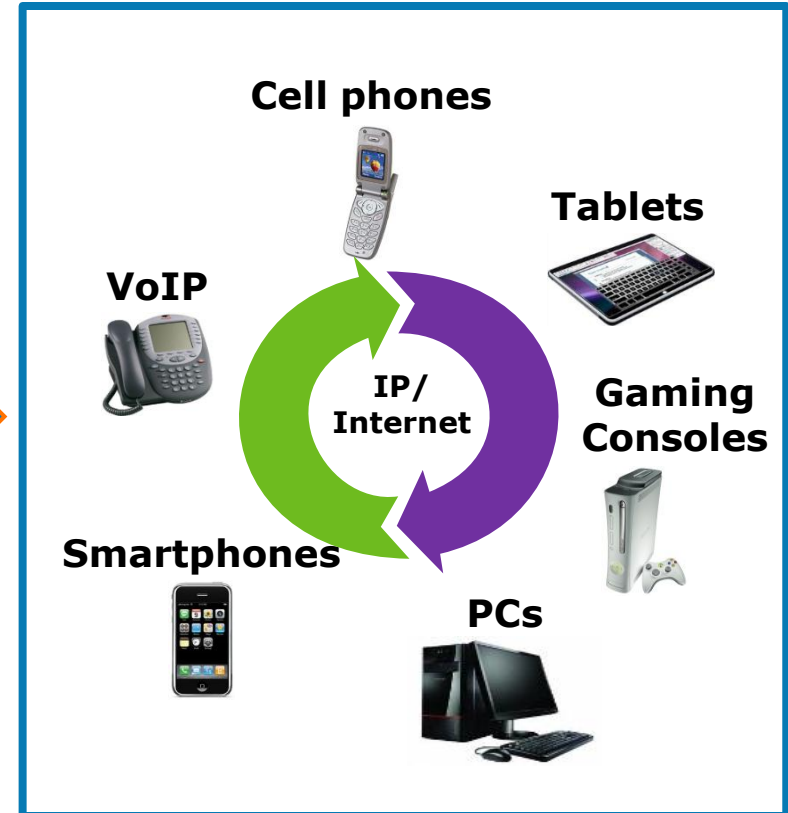 Cell phones
Tablets
VoIP
IP/
Internet
Gaming
Consoles
Smartphones
PCs